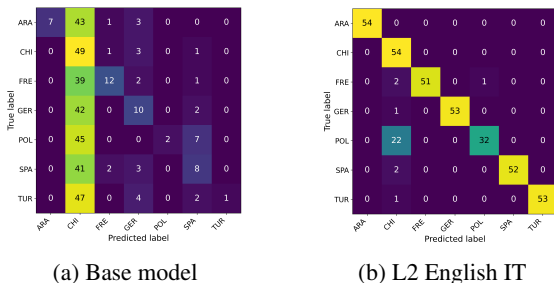 True label
ARA 7 43 1 3 0 0 0
CHI 0 49 1 3 0 1 0
FRE 0 39 12 2 0 1 0
GER 0 42 0 10 0 2 0
POL 0 45 0 0 2 7 0
SPA 0 41 2 3 0 8 0
TUR 0 47 0 4 0 2 1
ARA CHI FRE GER POL SPA TUR
Predicted label
(a) Base model
True label
ARA 54 0 0 0 0 0 0
CHI 0 54 0 0 0 0 0
FRE 0 2 51 0 1 0 0
GER 0 1 0 53 0 0 0
POL 0 22 0 0 32 0 0
SPA 0 2 0 0 0 52 0
TUR 0 1 0 0 0 0 53
ARA CHI FRE GER POL SPA TUR
Predicted label
(b) L2 English IT